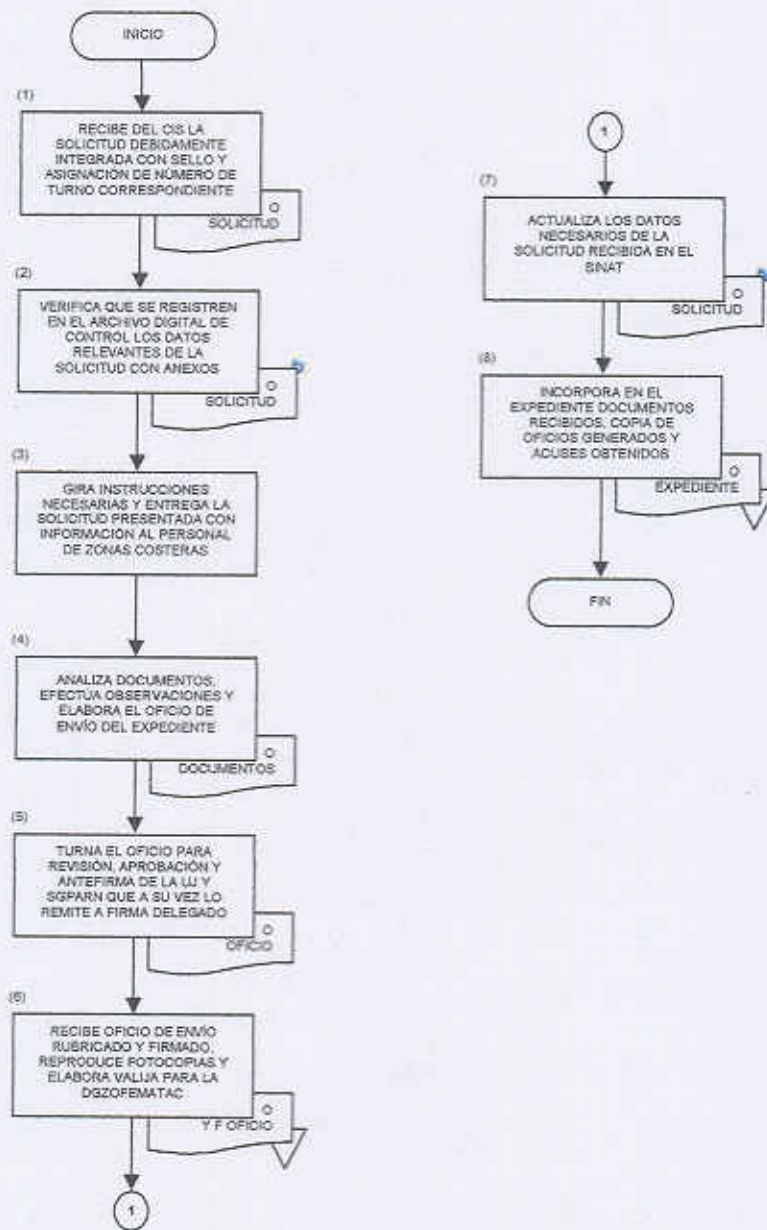 INICIO
(1)
RECIBE DEL CIS LA
SOLICITUD DEBIDAMENTE
INTEGRADA CON SELLO Y
ASIGNACIÓN DE NÚMERO DE
TURNO CORRESPONDIENTE
O
SOLICITUD
(2)
VERIFICA QUE SE REGISTREN
EN EL ARCHIVO DIGITAL DE
CONTROL LOS DATOS
RELEVANTES DE LA
SOLICITUD CON ANEXOS
O
SOLICITUD
(3)
GIRA INSTRUCCIONES
NECESARIAS Y ENTREGA LA
SOLICITUD PRESENTADA CON
INFORMACIÓN AL PERSONAL
DE ZONAS COSTERAS
(4)
ANALIZA DOCUMENTOS,
EFECTÚA OBSERVACIONES Y
ELABORA EL OFICIO DE
ENVÍO DEL EXPEDIENTE
O
DOCUMENTOS
(5)
TURNA EL OFICIO PARA
REVISIÓN, APROBACIÓN Y
ANTEFIRMA DE LA UJ Y
SGPARN QUE A SU VEZ LO
REMITE A FIRMA DELEGADO
O
OFICIO
(6)
RECIBE OFICIO DE ENVÍO
RUBRICADO Y FIRMADO,
REPRODUCE FOTOCOPIAS Y
ELABORA VALIJA PARA LA
DGZOFEMATAC
O
Y F OFICIO
1
1
(7)
ACTUALIZA LOS DATOS
NECESARIOS DE LA
SOLICITUD RECIBIDA EN EL
SINAT
O
SOLICITUD
(8)
INCORPORA EN EL
EXPEDIENTE DOCUMENTOS
RECIBIDOS, COPIA DE
OFICIOS GENERADOS Y
ACUSES OBTENIDOS
O
EXPEDIENTE
FIN